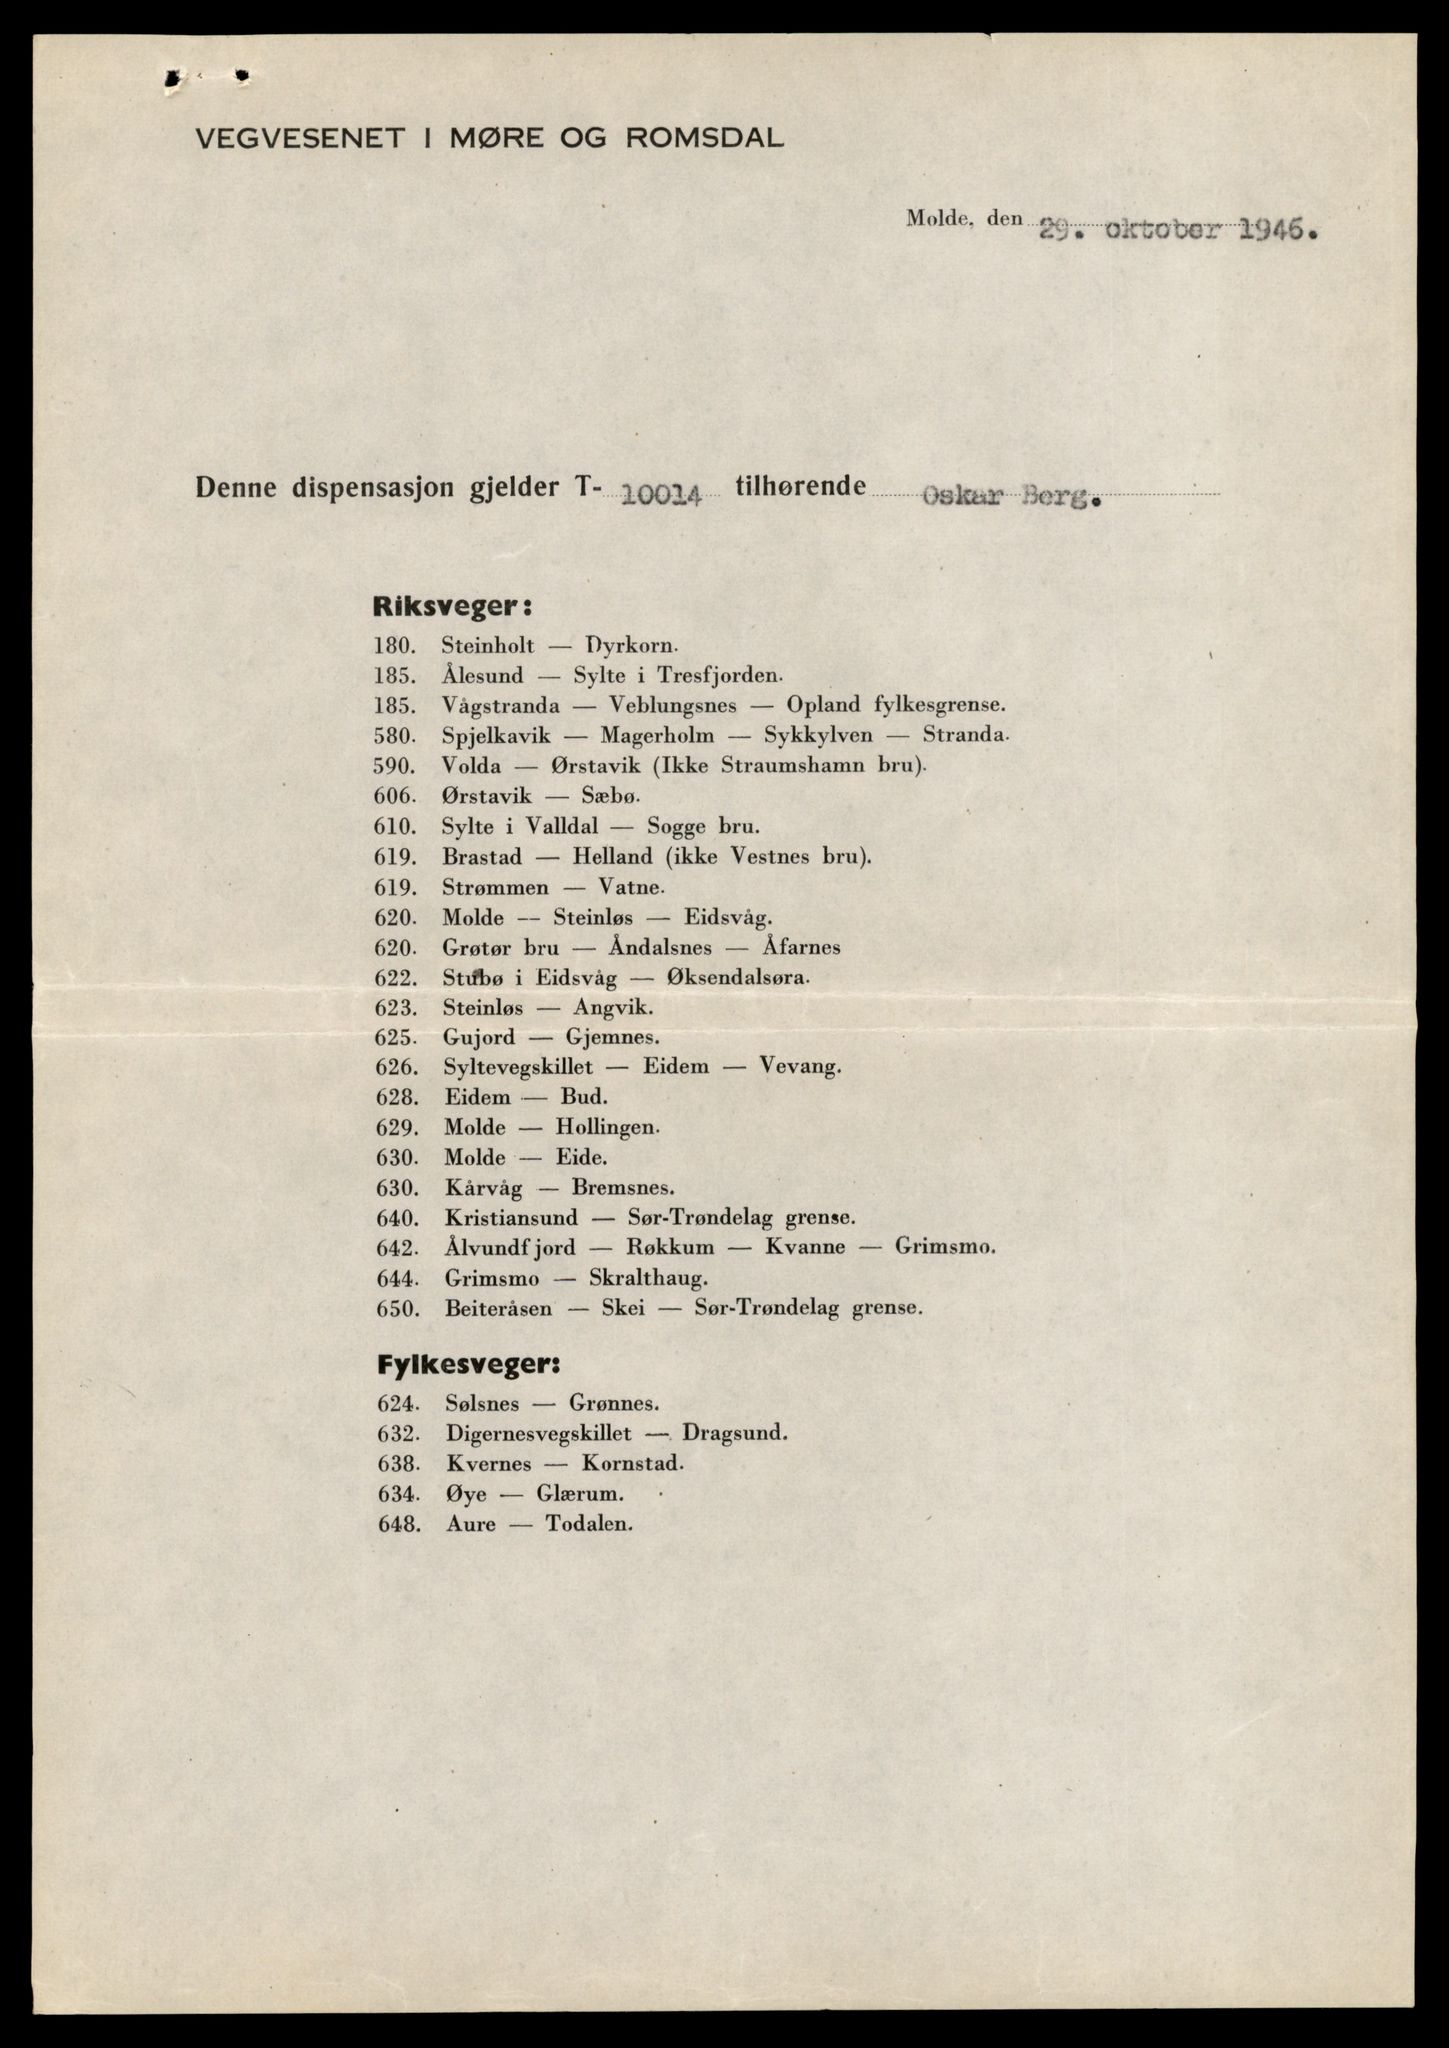 VEGVESENET I MØRE OG ROMSDAL
Molde, den 29. oktober 1946.
Denne dispensasjon gjelder T- 10014 tilhørende Oskar Berg.
Riksveger:
180. Steinholt — Dyrkorn.
185. Ålesund — Sylte i Tresfjorden.
185. Vågstranda — Veblungsnes — Opland fylkesgrense.
580. Spjelkavik — Magerholm — Sykkylven — Stranda.
590. Volda — Ørstavik (Ikke Straumshamn bru).
606. Ørstavik — Sæbø.
610. Sylte i Valldal — Sogge bru.
619. Brastad — Helland (ikke Vestnes bru).
619. Strømmen — Vatne.
620. Molde — Steinløs — Eidsvåg.
620. Grøtør bru — Åndalsnes — Åfarnes
622. Stubø i Eidsvåg — Øksendalsøra.
623. Steinløs — Angvik.
625. Gujord — Gjemnes.
626. Syltevegskillet — Eidem — Vevang.
628. Eidem — Bud.
629. Molde — Hollingen.
630. Molde — Eide.
630. Kårvåg — Bremsnes.
640. Kristiansund — Sør-Trøndelag grense.
642. Ålvundfjord — Røkkum — Kvanne — Grimsmo.
644. Grimsmo — Skralthaug.
650. Beiteråsen — Skei — Sør-Trøndelag grense.
Fylkesveger:
624. Sølsnes — Grønnes.
632. Digernesvegskillet — Dragsund.
638. Kvernes — Kornstad.
634. Øye — Glærum.
648. Aure — Todalen.